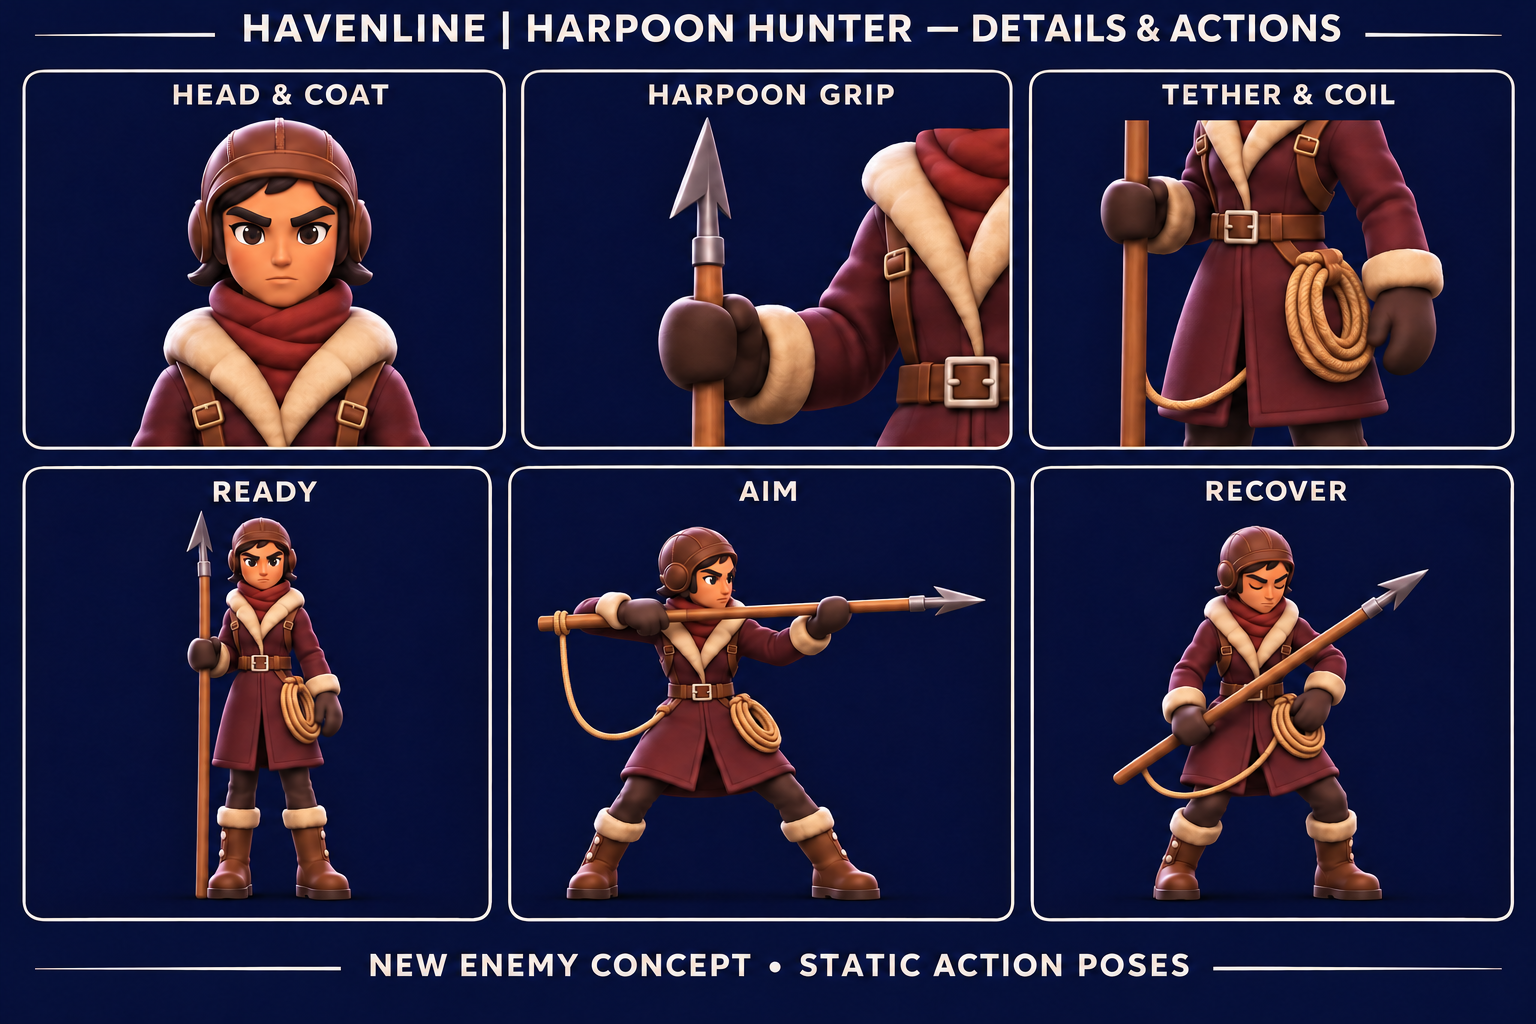 HAVENLINE | HARPOON HUNTER — DETAILS & ACTIONS
HEAD & COAT
HARPOON GRIP
TETHER & COIL
READY
AIM
RECOVER
NEW ENEMY CONCEPT • STATIC ACTION POSES